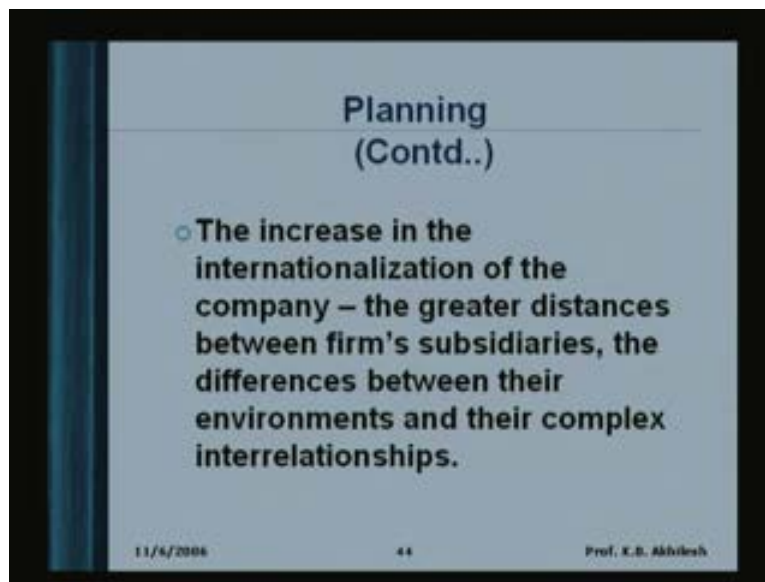 Planning
(Contd..)
The increase in the
internationalization of the
company – the greater distances
between firm's subsidiaries, the
differences between their
environments and their complex
interrelationships.
11/6/2006 44 Prof. K.B. Akhilesh